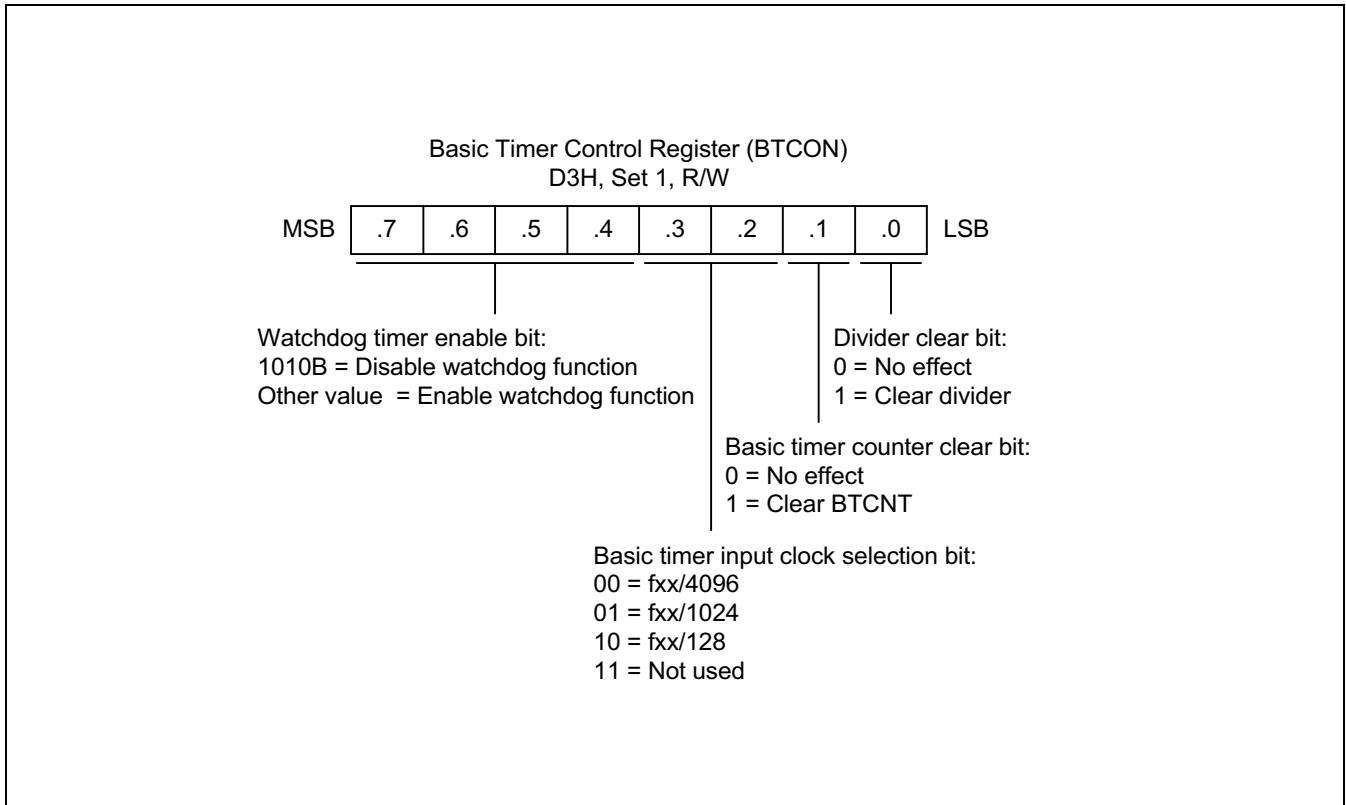 Basic Timer Control Register (BTCON)
D3H, Set 1, R/W
MSB .7 .6 .5 .4 .3 .2 .1 .0 LSB
Watchdog timer enable bit:
1010B = Disable watchdog function
Other value = Enable watchdog function
Divider clear bit:
0 = No effect
1 = Clear divider
Basic timer counter clear bit:
0 = No effect
1 = Clear BTCNT
Basic timer input clock selection bit:
00 = fxx/4096
01 = fxx/1024
10 = fxx/128
11 = Not used